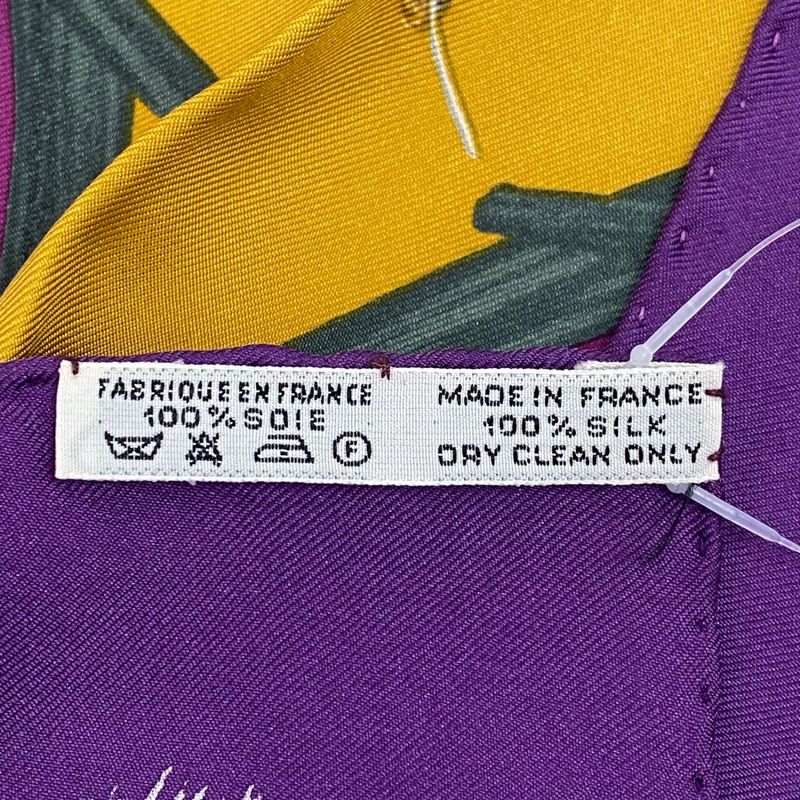 FABRIQUE EN FRANCE
100% SOIE
F
MADE IN FRANCE
100% SILK
DRY CLEAN ONLY